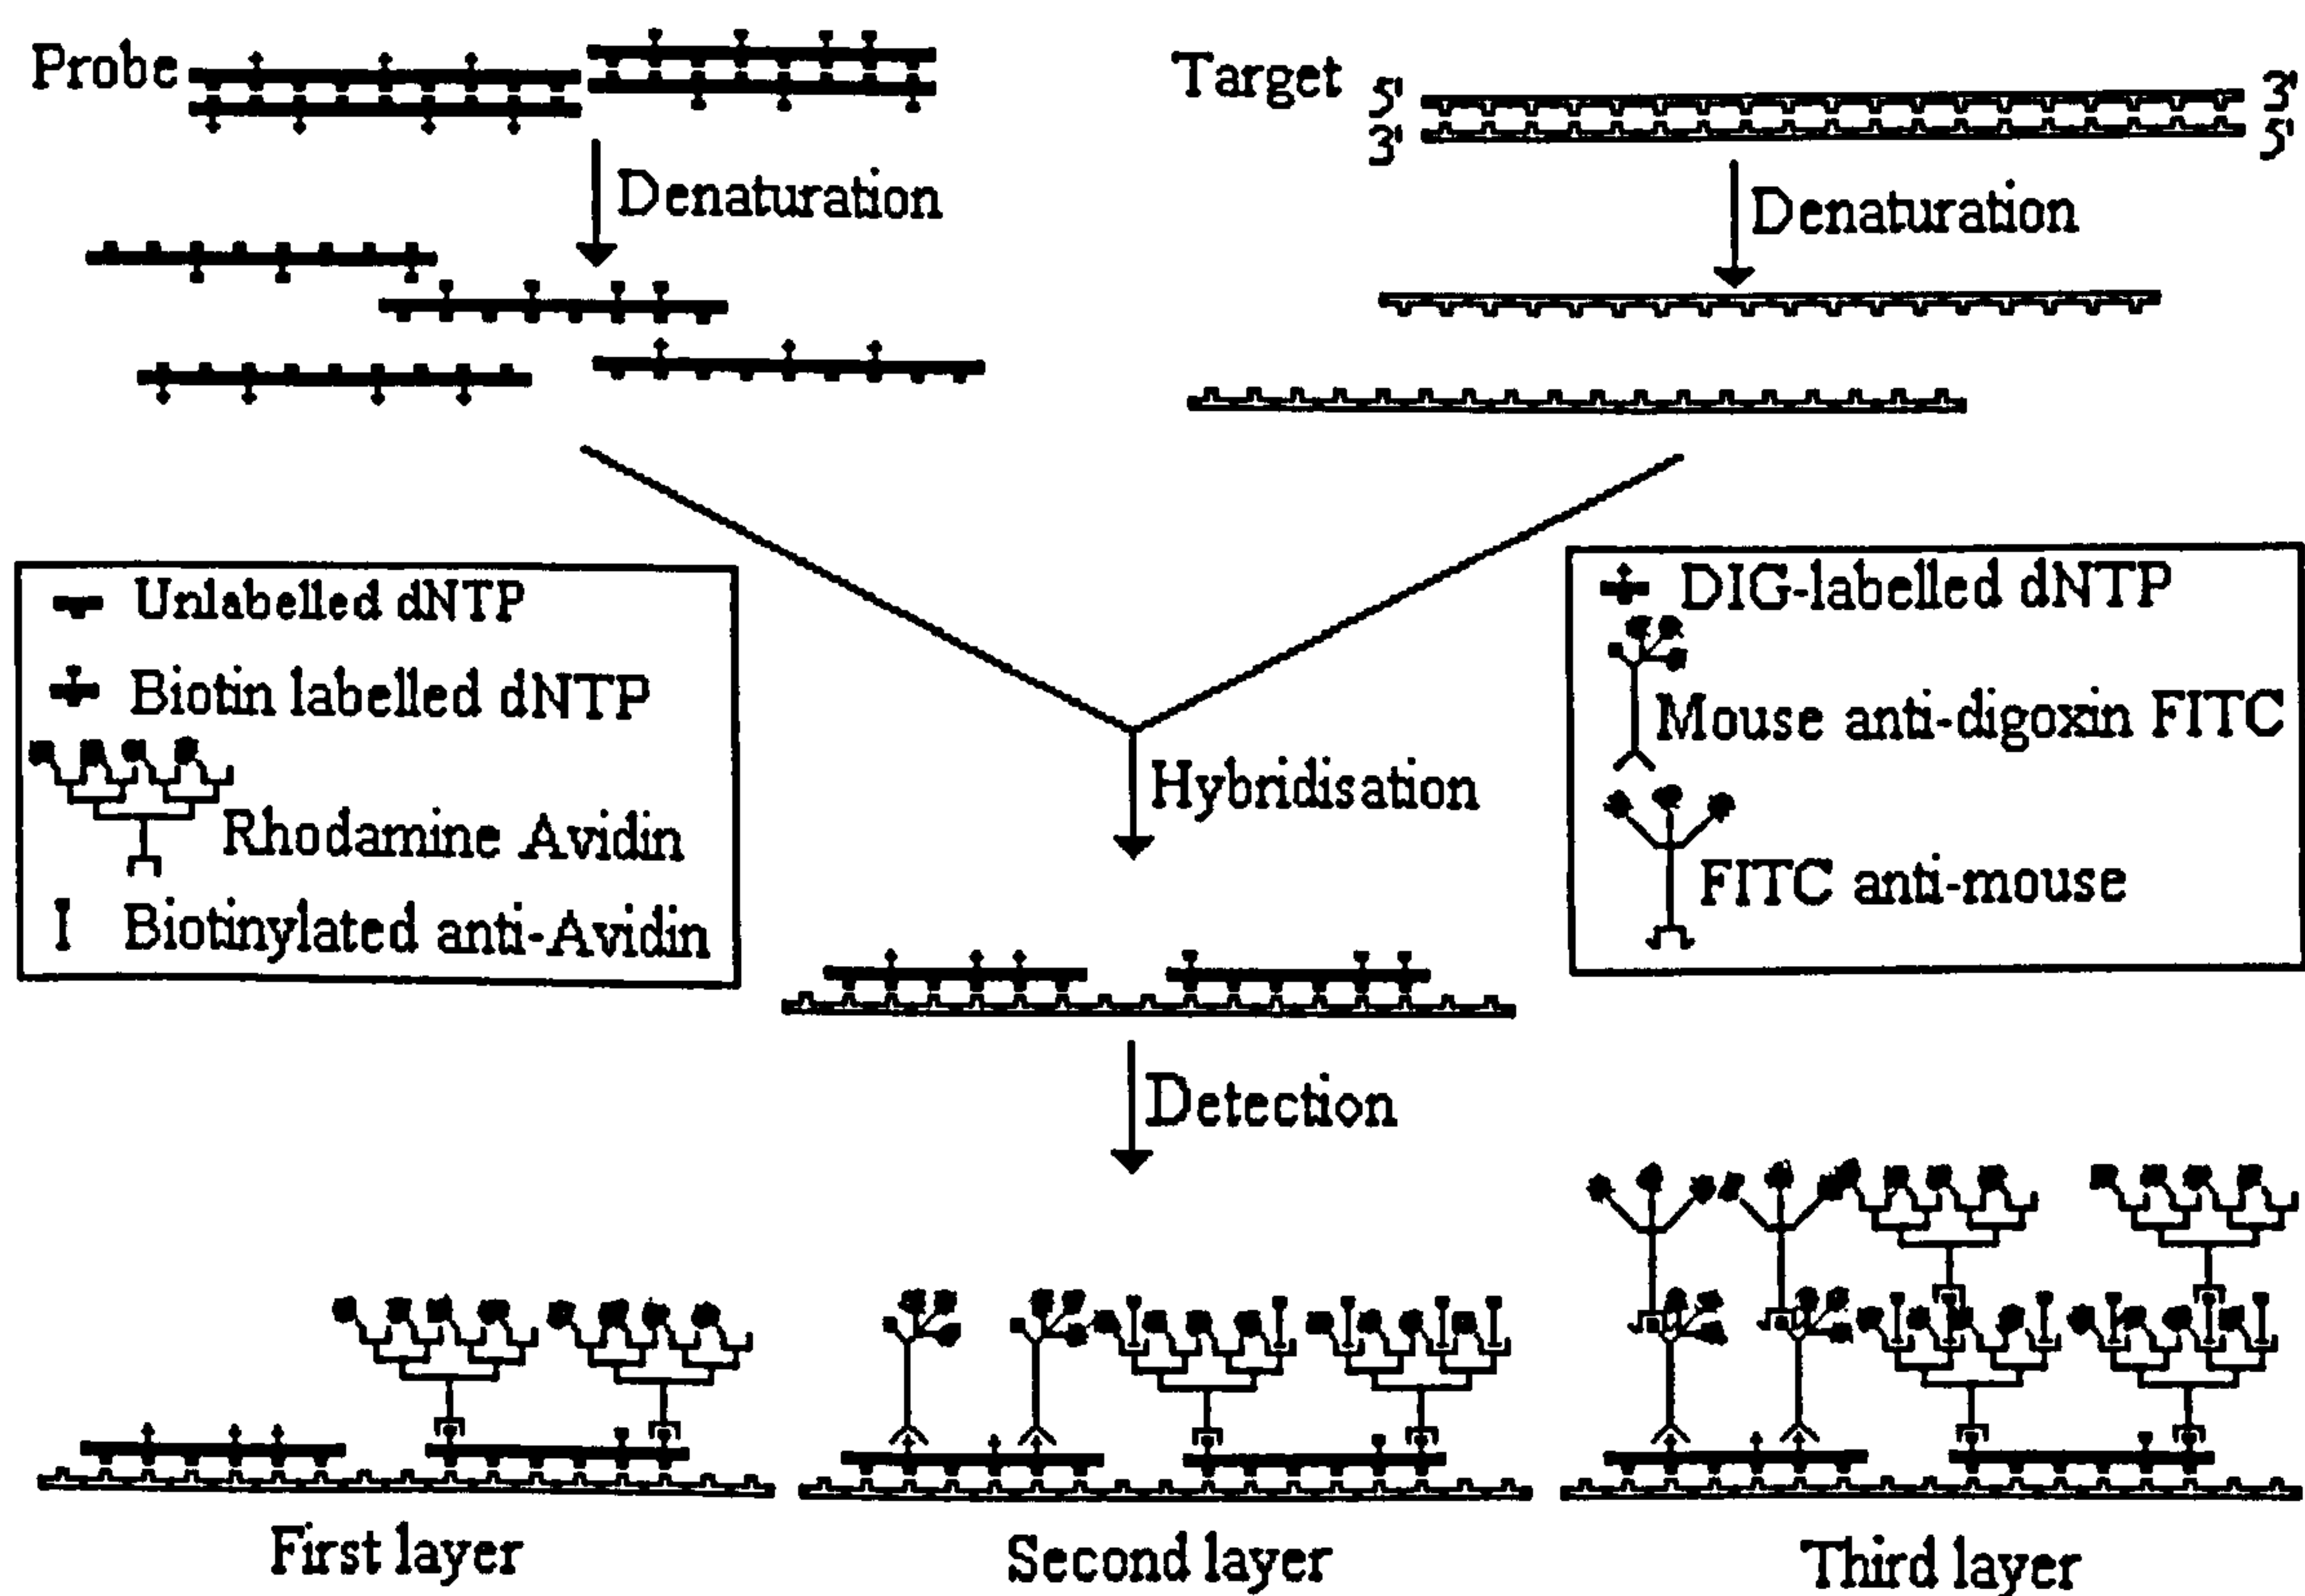 Probe
Target
5'
3'
3'
5'
Denaturation
Denaturation
Unlabelled dNTP
Biotin labelled dNTP
Rhodamine Avidin
Biotinylated anti-Avidin
DIG-labelled dNTP
Mouse anti-digoxin FITC
FITC anti-mouse
Hybridisation
Detection
First layer
Second layer
Third layer